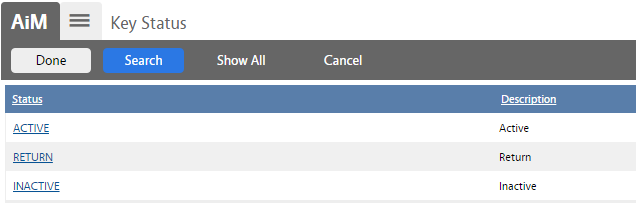 AiM Key Status
Done Search Show All Cancel
Status Description
ACTIVE Active
RETURN Return
INACTIVE Inactive